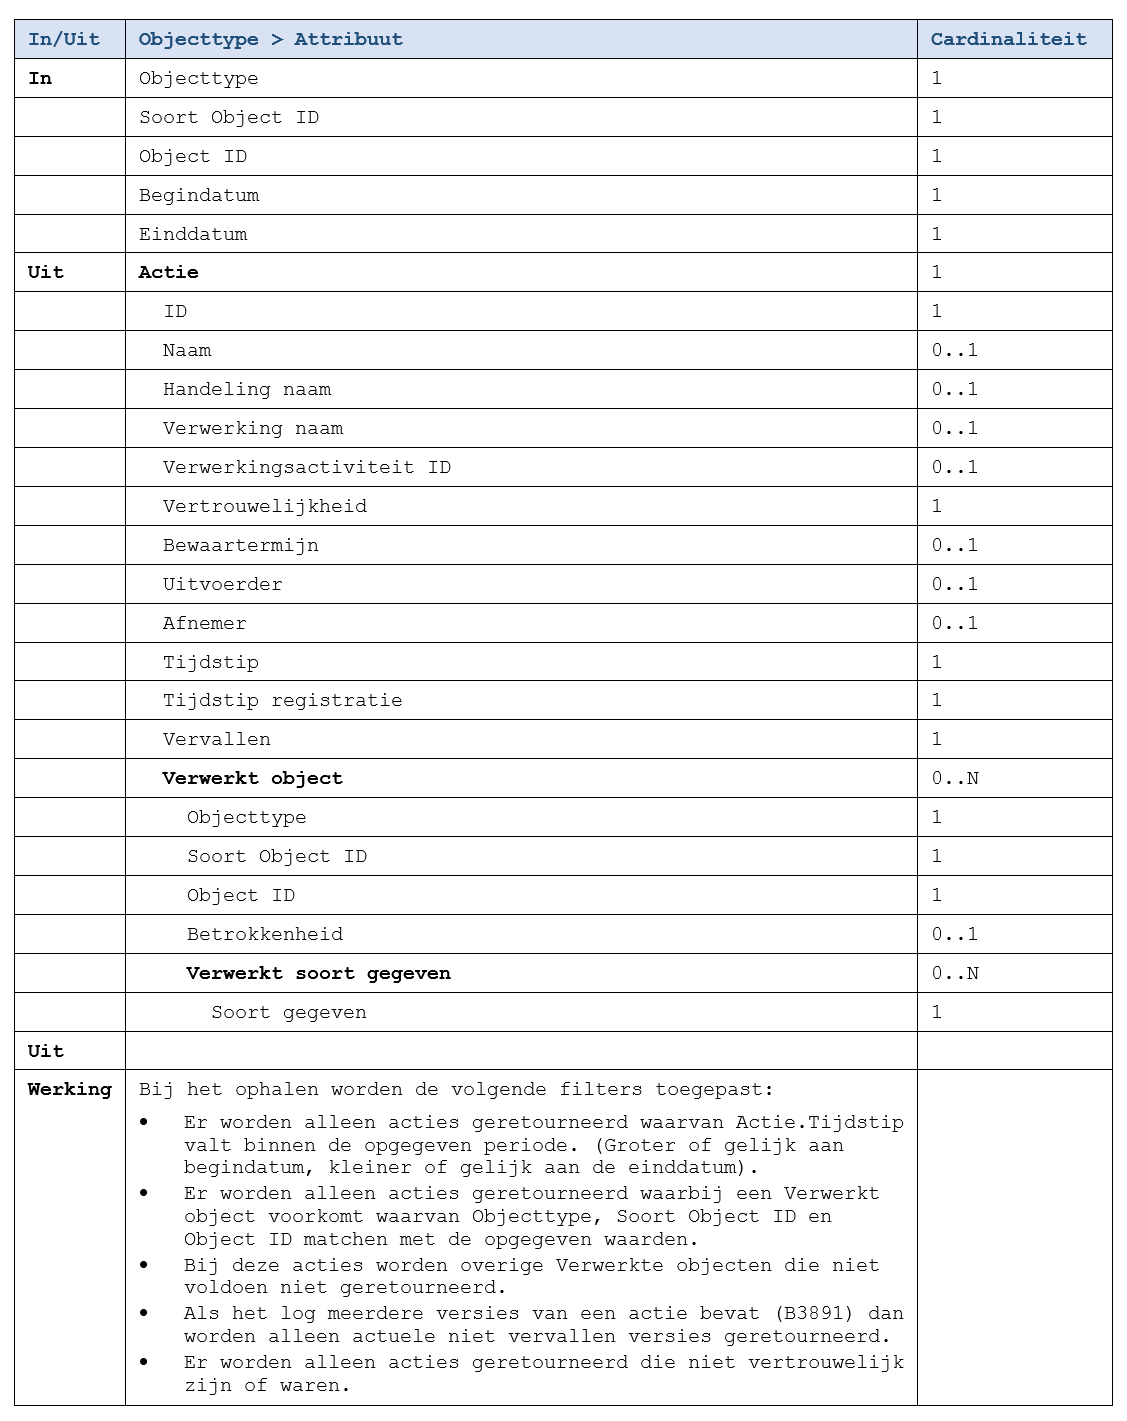 In/Uit Objecttype > Attribuut Cardinaliteit
In Objecttype 1
Soort Object ID 1
Object ID 1
Begindatum 1
Einddatum 1
Uit Actie 1
ID 1
Naam 0..1
Handeling naam 0..1
Verwerking naam 0..1
Verwerkingsactiviteit ID 0..1
Vertrouwelijkheid 1
Bewaartermijn 0..1
Uitvoerder 0..1
Afnemer 0..1
Tijdstip 1
Tijdstip registratie 1
Vervallen 1
Verwerkt object 0..N
Objecttype 1
Soort Object ID 1
Object ID 1
Betrokkenheid 0..1
Verwerkt soort gegeven 0..N
Soort gegeven 1
Uit
Werking Bij het ophalen worden de volgende filters toegepast:
• Er worden alleen acties geretourneerd waarvan Actie.Tijdstip
valt binnen de opgegeven periode. (Groter of gelijk aan
begindatum, kleiner of gelijk aan de einddatum).
• Er worden alleen acties geretourneerd waarbij een Verwerkt
object voorkomt waarvan Objecttype, Soort Object ID en
Object ID matchen met de opgegeven waarden.
• Bij deze acties worden overige Verwerkte objecten die niet
voldoen niet geretourneerd.
• Als het log meerdere versies van een actie bevat (B3891) dan
worden alleen actuele niet vervallen versies geretourneerd.
• Er worden alleen acties geretourneerd die niet vertrouwelijk
zijn of waren.